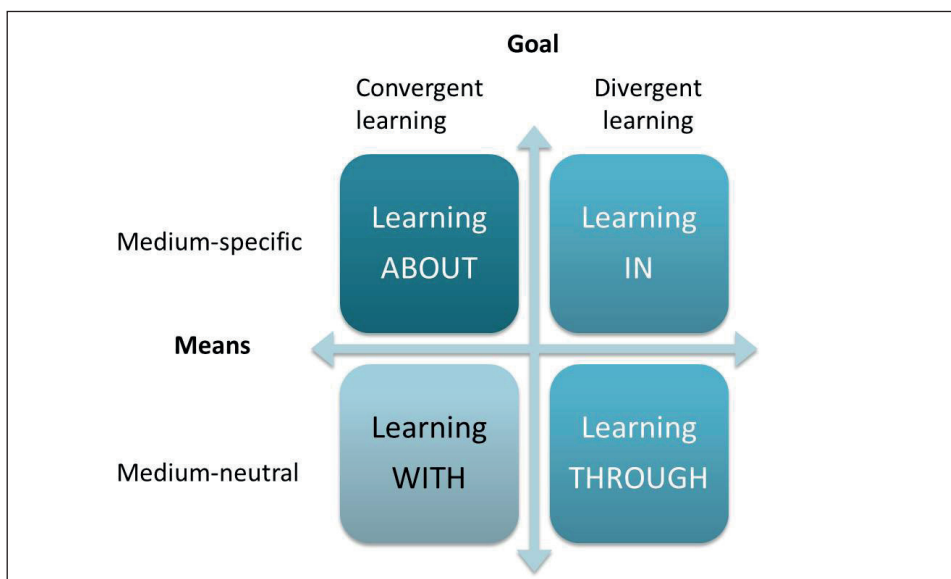 Goal
Convergent learning
Divergent learning
Medium-specific
Learning
ABOUT
Learning
IN
Means
Medium-neutral
Learning
WITH
Learning
THROUGH